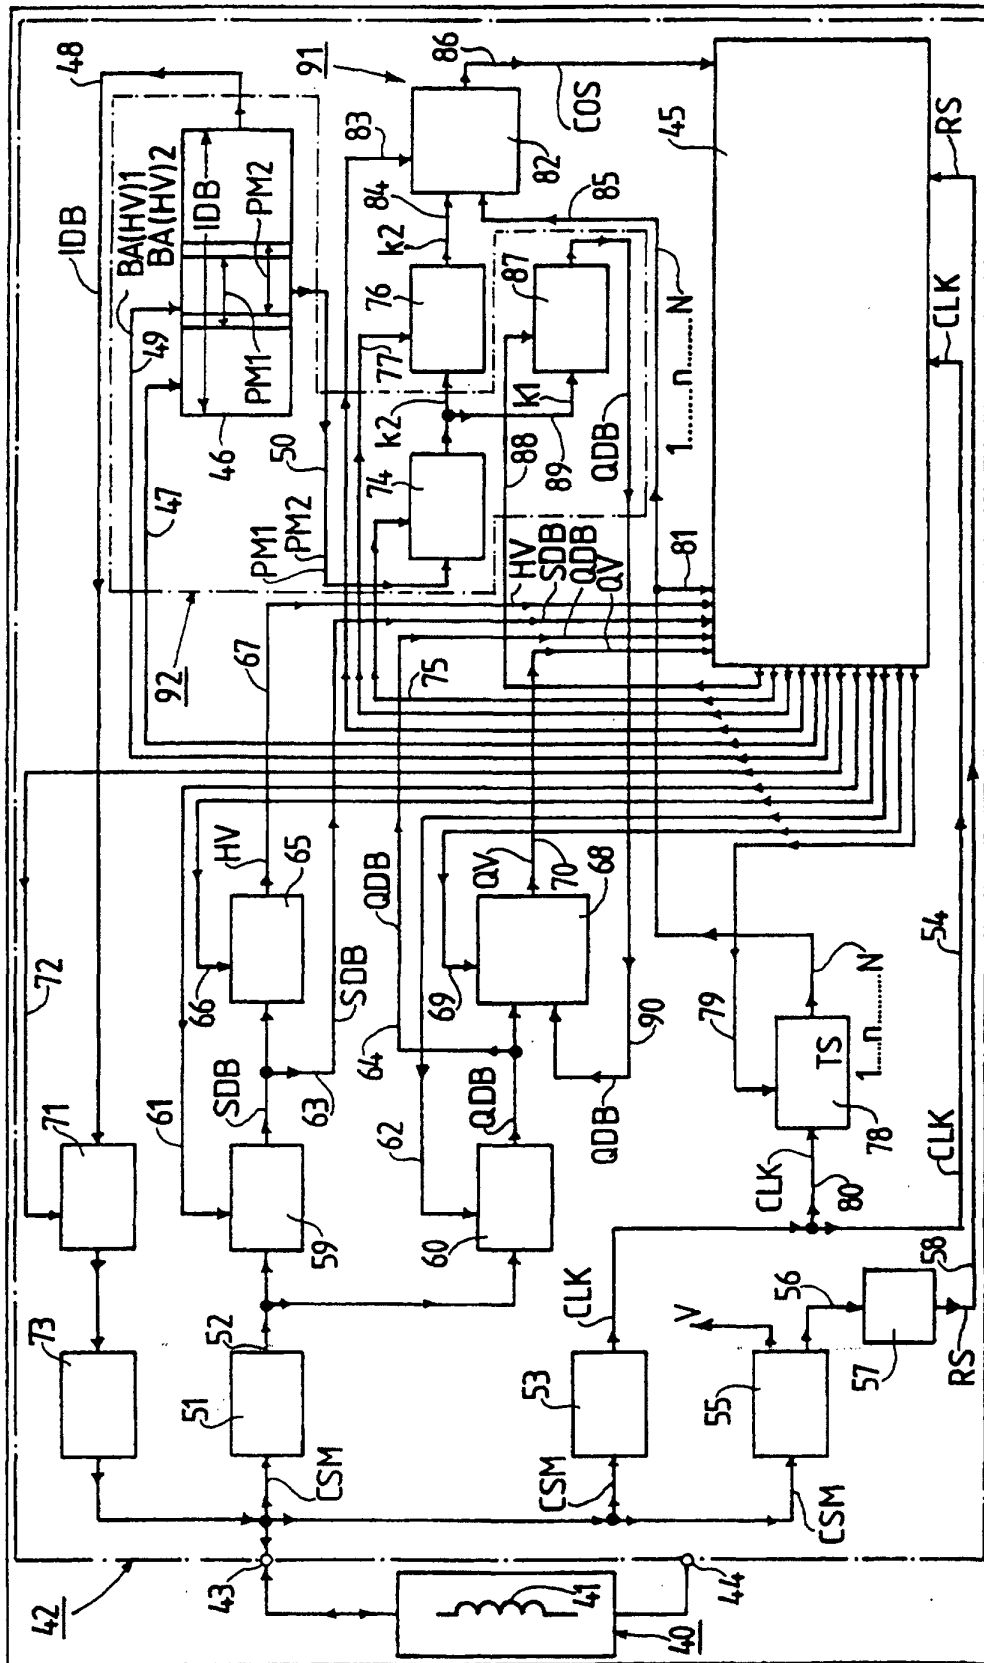 48
IDB
BA(HV)1
BA(HV)2
IDB
PM2
49
PM1
47
46
50
PM1
PM2
92
91
86
83
COS
82
84
k2
76
77
k2
74
85
87
k1
88
89
QDB
45
RS
CLK
N
1.......n.......N
81
HV
SDB
QDB
QV
67
75
72
HV
65
66
QDB
SDB
QV
70
68
69
64
90
71
61
SDB
63
62
QDB
QDB
79
N
TS
1....n........N
78
54
59
60
CLK
80
CLK
73
52
51
CLK
56
58
V
53
55
57
RS
CSM
CSM
CSM
42
43
44
41
40